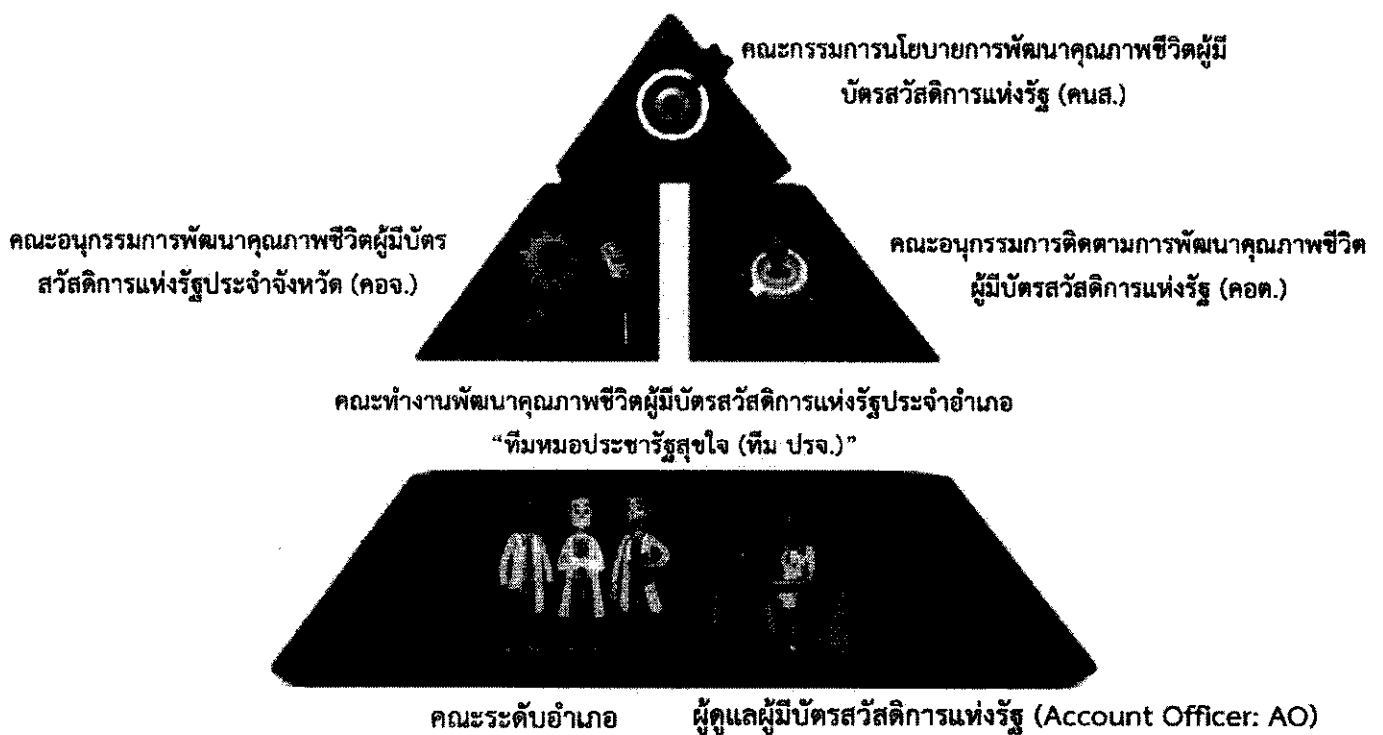 คณะกรรมการนโยบายการพัฒนาคุณภาพชีวิตผู้มี
บัตรสวัสดิการแห่งรัฐ (คนส.)
คณะอนุกรรมการพัฒนาคุณภาพชีวิตผู้มีบัตร
สวัสดิการแห่งรัฐประจำจังหวัด (คอจ.)
คณะอนุกรรมการติดตามการพัฒนาคุณภาพชีวิต
ผู้มีบัตรสวัสดิการแห่งรัฐ (คอต.)
คณะทำงานพัฒนาคุณภาพชีวิตผู้มีบัตรสวัสดิการแห่งรัฐประจำอำเภอ
“ทีมหมอประชารัฐสุขใจ (ทีม ปรจ.)”
คณะระดับอำเภอ
ผู้ดูแลผู้มีบัตรสวัสดิการแห่งรัฐ (Account Officer: AO)